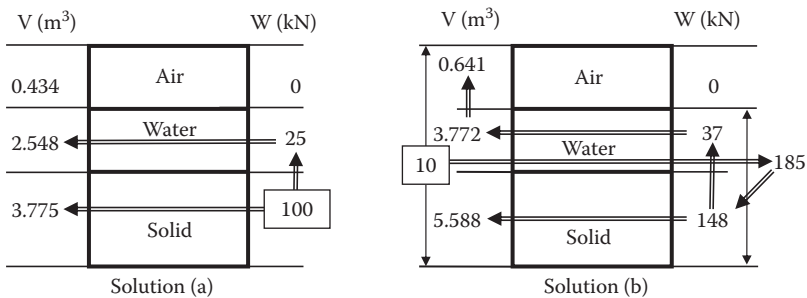 V (m³) W (kN)
0.434 Air 0
2.548 Water 25
3.775 Solid 100
Solution (a)
V (m³) W (kN)
0.641 Air 0
3.772 Water 37
10 185
5.588 Solid 148
Solution (b)